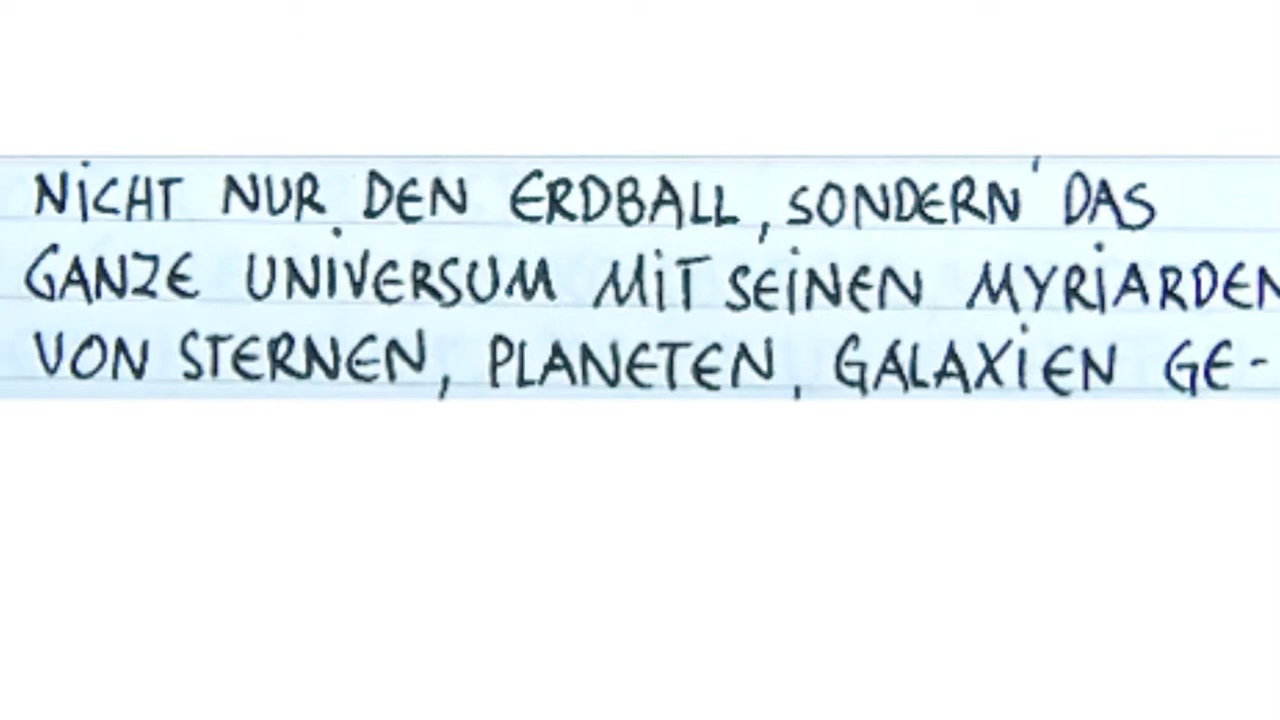 NiCHT NUR DEN ERDBALL, SONDERN DAS
GANZE UNiVERSUM MiT SEiNEN MYRiARDEN
VON STERNEN, PLANETEN, GALAXiEN GE-